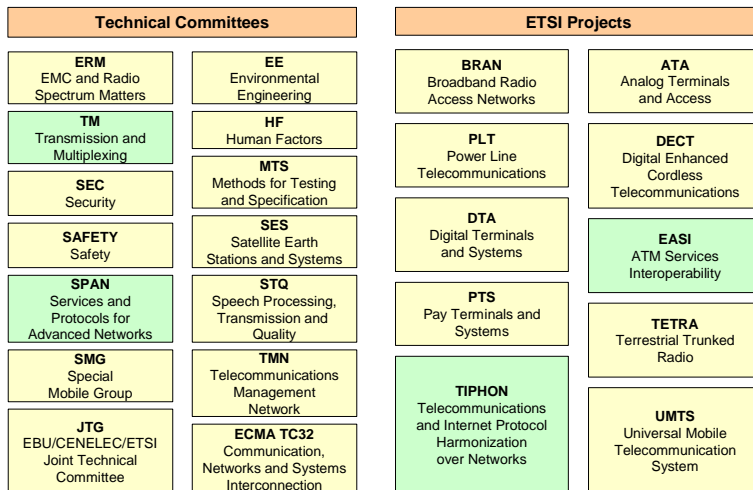 Technical Committees
ERM
EMC and Radio
Spectrum Matters
TM
Transmission and
Multiplexing
SEC
Security
SAFETY
Safety
SPAN
Services and
Protocols for
Advanced Networks
SMG
Special
Mobile Group
JTG
EBU/CENELEC/ETSI
Joint Technical
Committee
EE
Environmental
Engineering
HF
Human Factors
MTS
Methods for Testing
and Specification
SES
Satellite Earth
Stations and Systems
STQ
Speech Processing,
Transmission and
Quality
TMN
Telecommunications
Management
Network
ECMA TC32
Communication,
Networks and Systems
Interconnection
ETSI Projects
BRAN
Broadband Radio
Access Networks
PLT
Power Line
Telecommunications
DTA
Digital Terminals
and Systems
PTS
Pay Terminals and
Systems
TIPHON
Telecommunications
and Internet Protocol
Harmonization
over Networks
ATA
Analog Terminals
and Access
DECT
Digital Enhanced
Cordless
Telecommunications
EASI
ATM Services
Interoperability
TETRA
Terrestrial Trunked
Radio
UMTS
Universal Mobile
Telecommunication
System